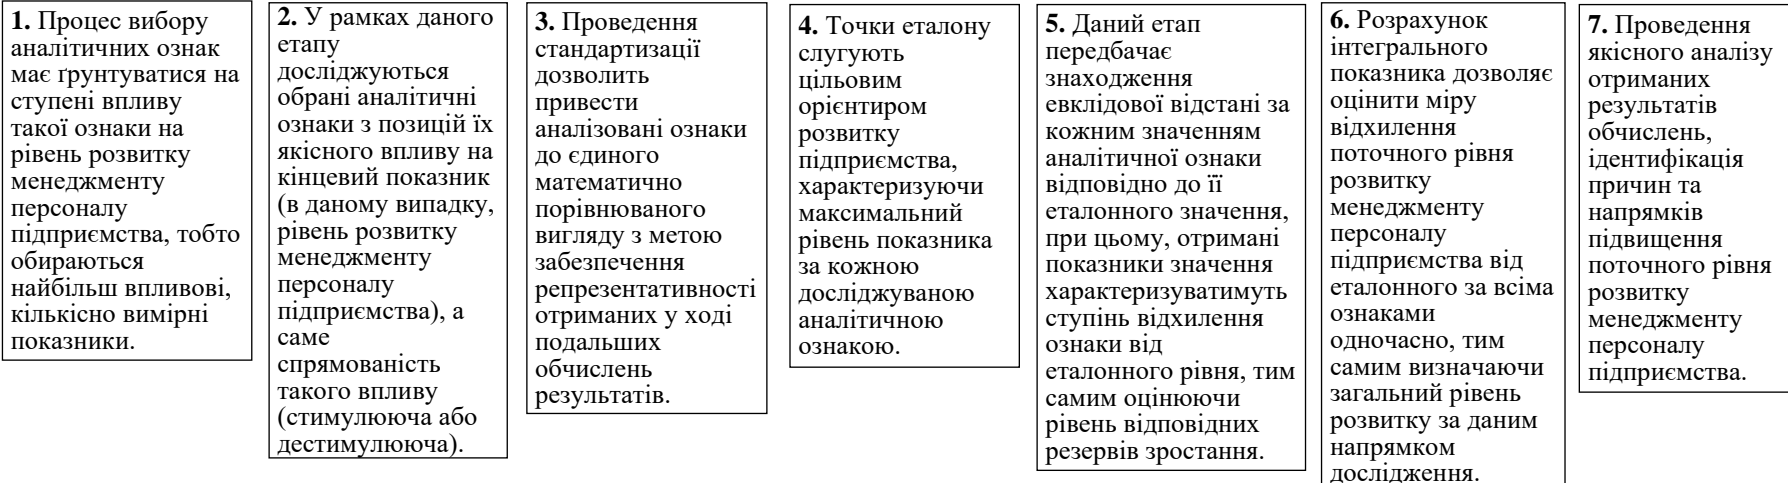 1. Процес вибору
аналітичних ознак
має ґрунтуватися на
ступені впливу
такої ознаки на
рівень розвитку
менеджменту
персоналу
підприємства, тобто
обираються
найбільш впливові,
кількісно вимірні
показники.
2. У рамках даного
етапу
досліджуються
обрані аналітичні
ознаки з позицій їх
якісного впливу на
кінцевий показник
(в даному випадку,
рівень розвитку
менеджменту
персоналу
підприємства), а
саме
спрямованість
такого впливу
(стимулююча або
дестимулююча).
3. Проведення
стандартизації
дозволить
привести
аналізовані ознаки
до єдиного
математично
порівнюваного
вигляду з метою
забезпечення
репрезентативності
отриманих у ході
подальших
обчислень
результатів.
4. Точки еталону
слугують
цільовим
орієнтиром
розвитку
підприємства,
характеризуючи
максимальний
рівень показника
за кожною
досліджуваною
аналітичною
ознакою.
5. Даний етап
передбачає
знаходження
евклідової відстані за
кожним значенням
аналітичної ознаки
відповідно до її
еталонного значення,
при цьому, отримані
показники значення
характеризуватимуть
ступінь відхилення
ознаки від
еталонного рівня, тим
самим оцінюючи
рівень відповідних
резервів зростання.
6. Розрахунок
інтегрального
показника дозволяє
оцінити міру
відхилення
поточного рівня
розвитку
менеджменту
персоналу
підприємства від
еталонного за всіма
ознаками
одночасно, тим
самим визначаючи
загальний рівень
розвитку за даним
напрямком
дослідження.
7. Проведення
якісного аналізу
отриманих
результатів
обчислень,
ідентифікація
причин та
напрямків
підвищення
поточного рівня
розвитку
менеджменту
персоналу
підприємства.